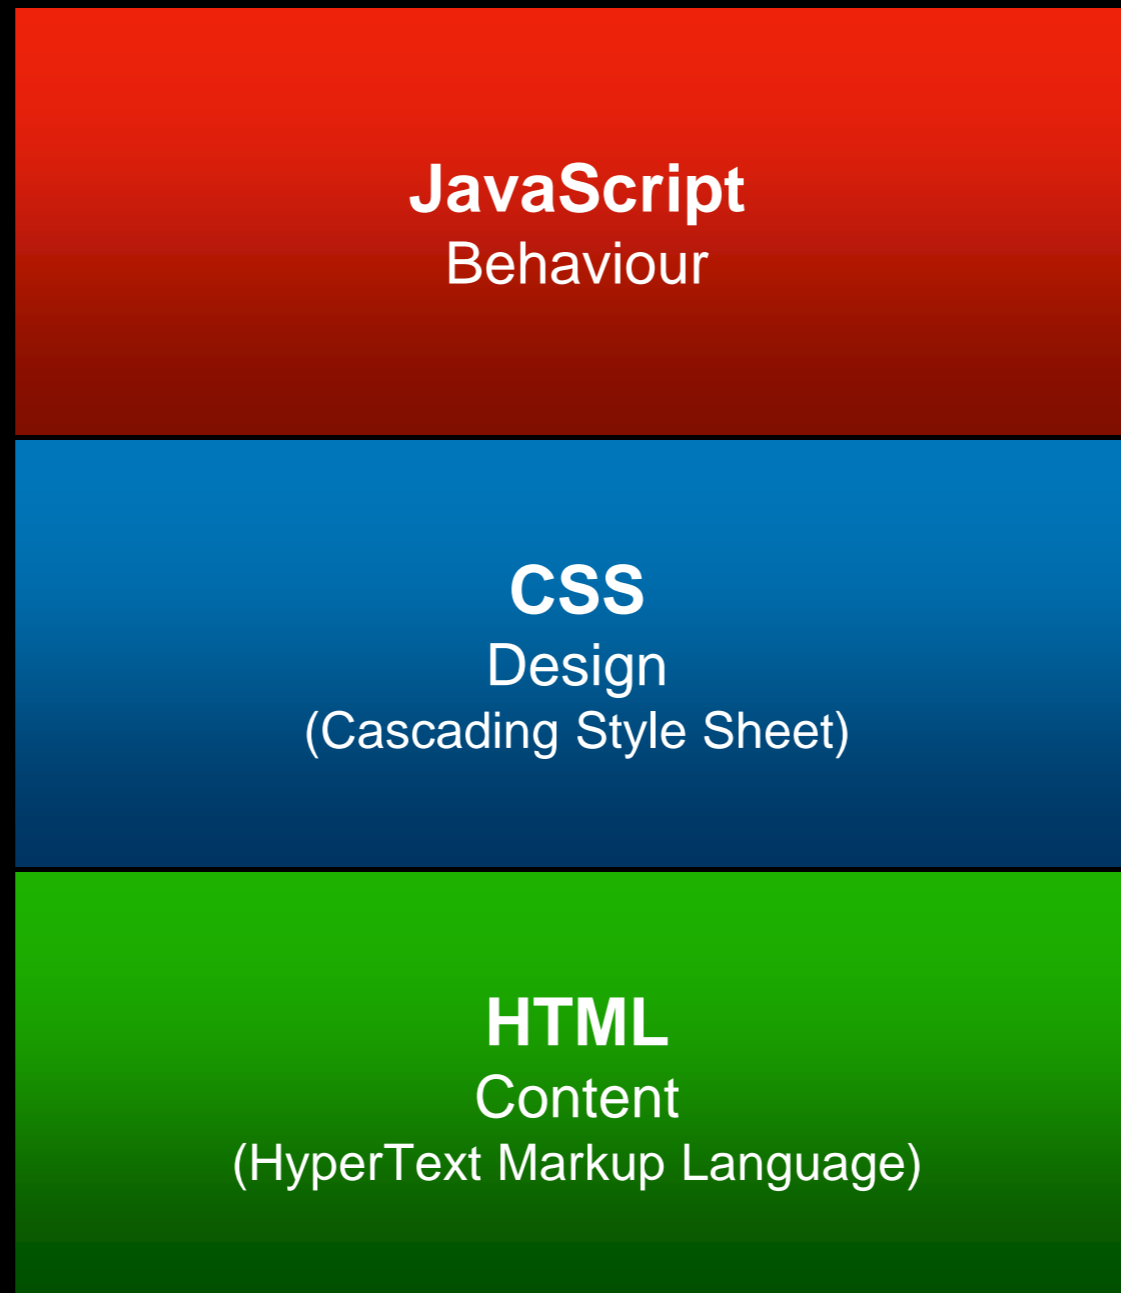 JavaScript
Behaviour
CSS
Design
(Cascading Style Sheet)
HTML
Content
(HyperText Markup Language)